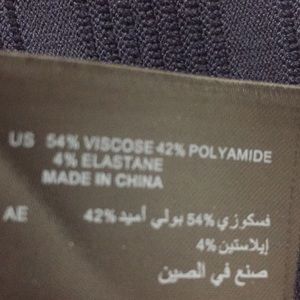 US 54% VISCOSE 42% POLYAMIDE
4% ELASTANE
MADE IN CHINA
AE فسكوزي 54% بولي أميد 42%
إيلاستين 4%
صنع في الصين